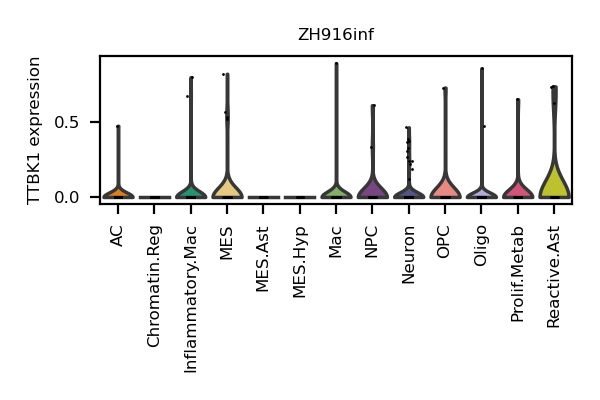 ZH916inf
TTBK1 expression
0.5
0.0
AC
Chromatin.Reg
Inflammatory.Mac
MES
MES.Ast
MES.Hyp
Mac
NPC
Neuron
OPC
Oligo
Prolif.Metab
Reactive.Ast